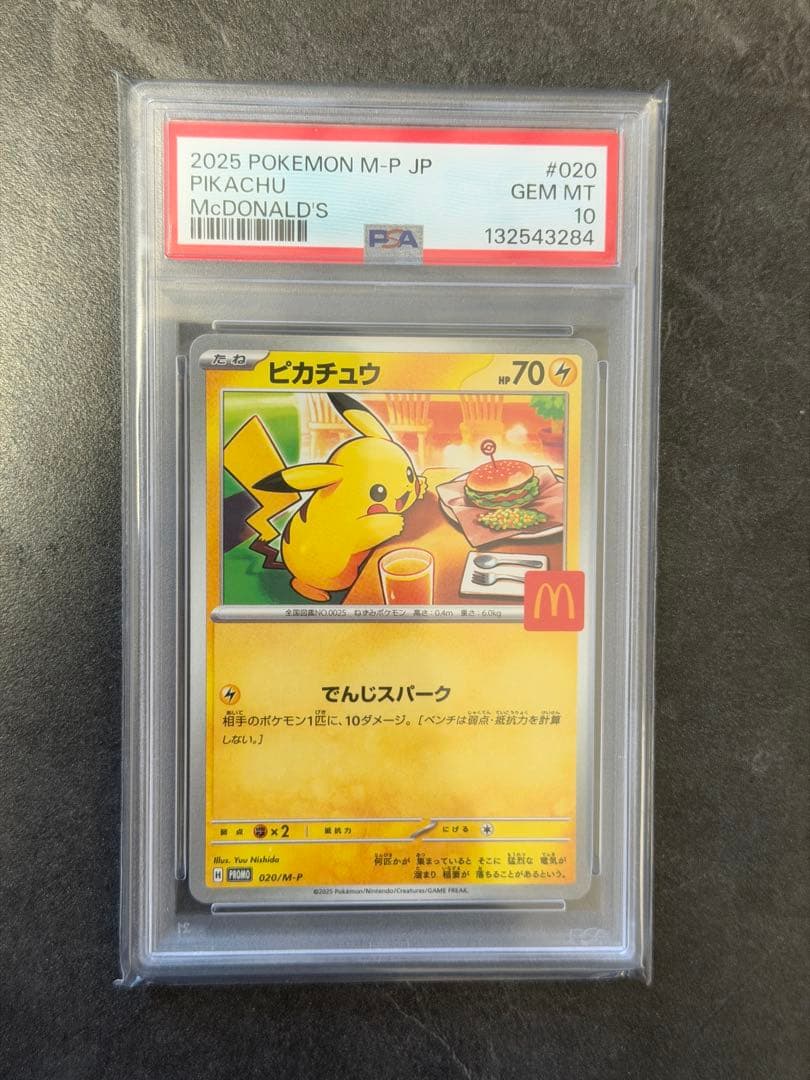 2025 POKEMON M-P JP #020
PIKACHU GEM MT
McDONALD'S 10
PSA 132543284
たね ピカチュウ HP70
全国図鑑NO.0025 ねずみポケモン 高さ:0.4m 重さ:6.0kg
M
でんじスパーク
相手のポケモン1匹に、10ダメージ。[ベンチは弱点・抵抗力を計算
しない。]
弱点 ×2 抵抗力 にげる
Illus. Yuu Nishida
何匹かが 集まっていると そこに 猛烈な 電気が
溜まり 稲妻が 落ちることがあるという。
H PROMO 020/M-P
©2025 Pokémon/Nintendo/Creatures/GAME FREAK.